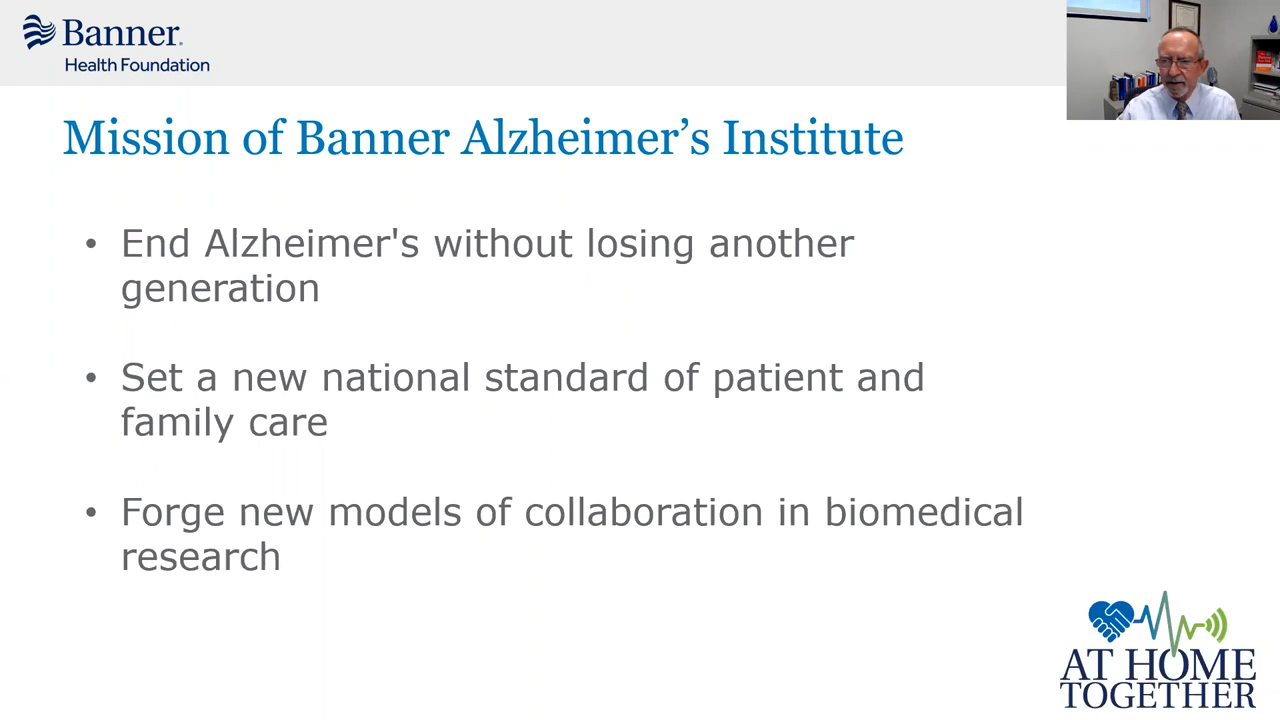 Banner.
Health Foundation
Mission of Banner Alzheimer’s Institute
• End Alzheimer's without losing another
generation
• Set a new national standard of patient and
family care
• Forge new models of collaboration in biomedical
research
AT HOME
TOGETHER